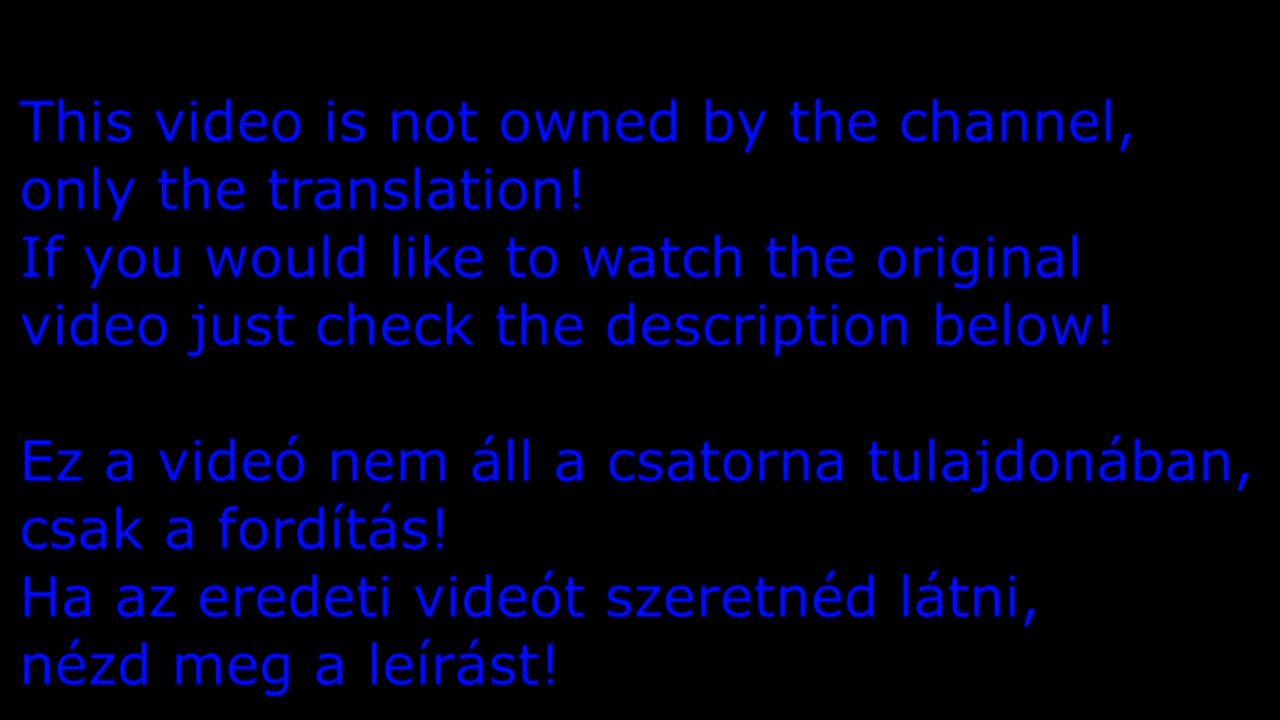 This video is not owned by the channel,
only the translation!
If you would like to watch the original
video just check the description below!
Ez a videó nem áll a csatorna tulajdonában,
csak a fordítás!
Ha az eredeti videót szeretnéd látni,
nézd meg a leírást!